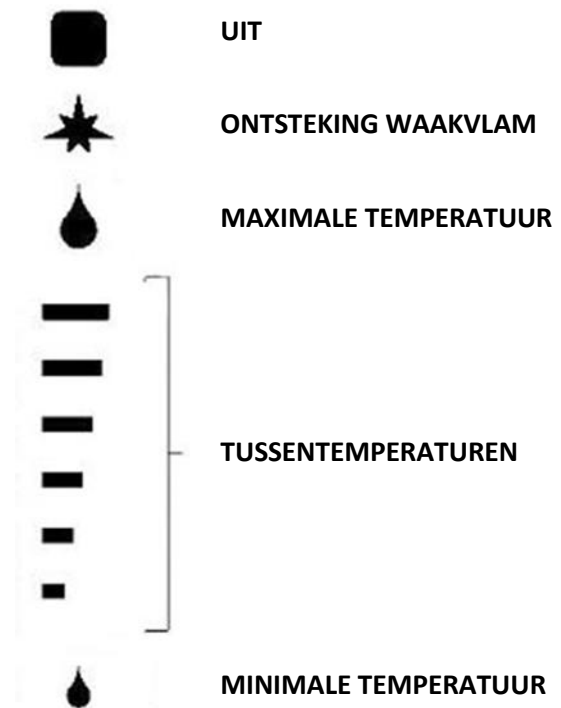 UIT
ONTSTEKING WAAKVLAM
MAXIMALE TEMPERATUUR
TUSSENTEMPERATUREN
MINIMALE TEMPERATUUR